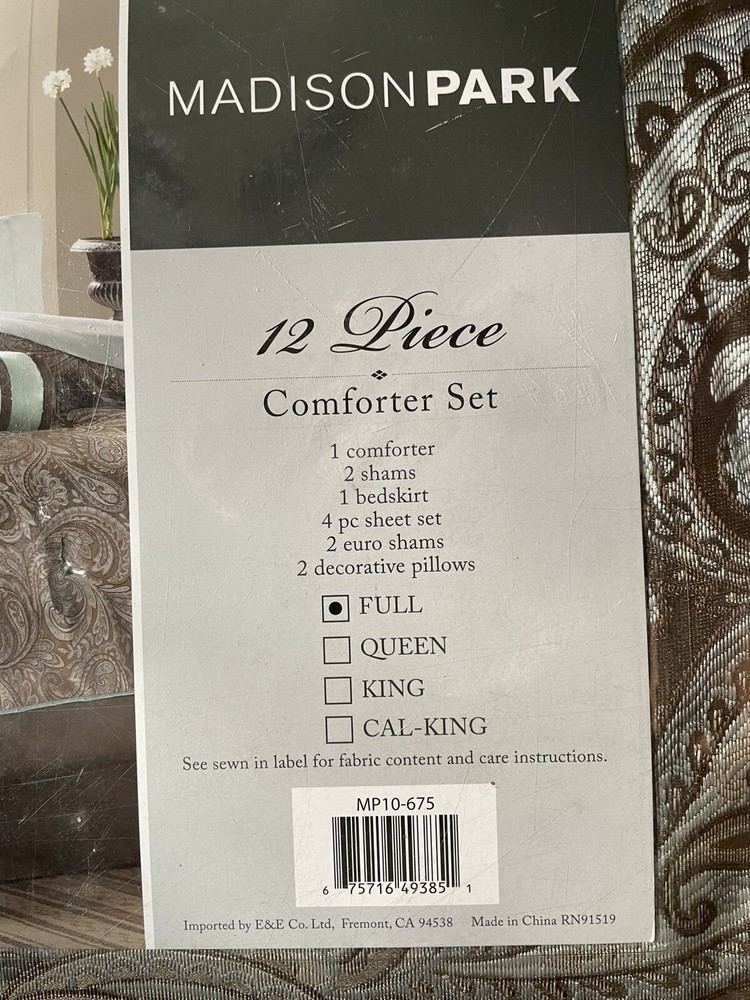 MADISONPARK
12 Piece
Comforter Set
1 comforter
2 shams
1 bedskirt
4 pc sheet set
2 euro shams
2 decorative pillows
FULL
QUEEN
KING
CAL-KING
See sewn in label for fabric content and care instructions.
MP10-675
6 75716 49385 1
Imported by E&E Co. Ltd, Fremont, CA 94538 Made in China RN91519